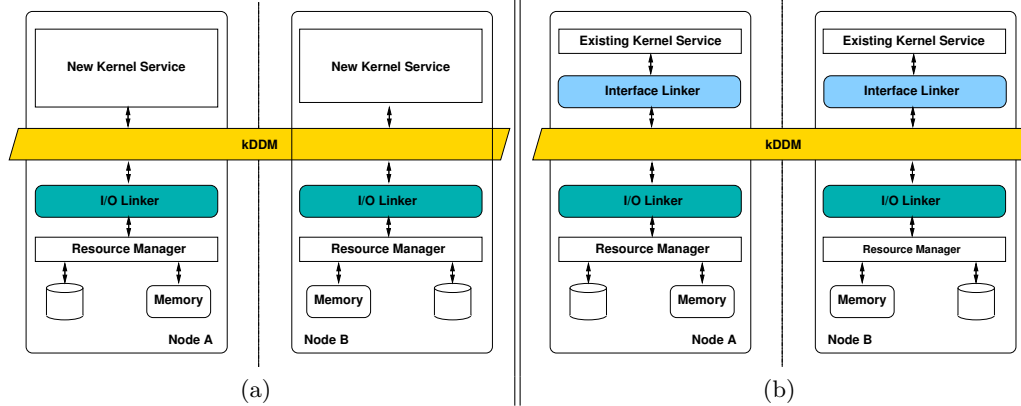 New Kernel Service
New Kernel Service
kDDM
I/O Linker
I/O Linker
Resource Manager
Resource Manager
Memory
Memory
Node A
Node B
(a)
Existing Kernel Service
Existing Kernel Service
Interface Linker
Interface Linker
kDDM
I/O Linker
I/O Linker
Resource Manager
Resource Manager
Memory
Memory
Node A
Node B
(b)